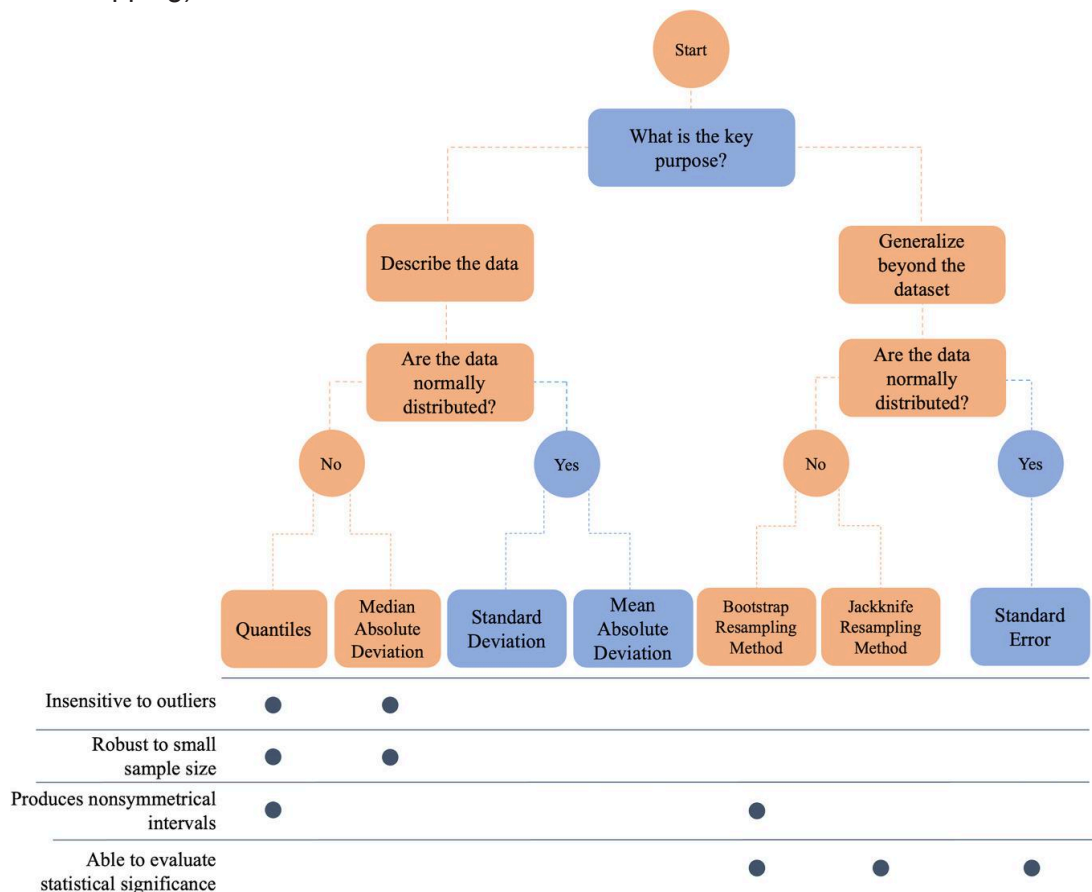 Start
What is the key
purpose?
Describe the data
Generalize
beyond the
dataset
Are the data
normally
distributed?
Are the data
normally
distributed?
No
Yes
No
Yes
Quantiles
Median
Absolute
Deviation
Standard
Deviation
Mean
Absolute
Deviation
Bootstrap
Resampling
Method
Jackknife
Resampling
Method
Standard
Error
Insensitive to outliers
Robust to small
sample size
Produces nonsymmetrical
intervals
Able to evaluate
statistical significance